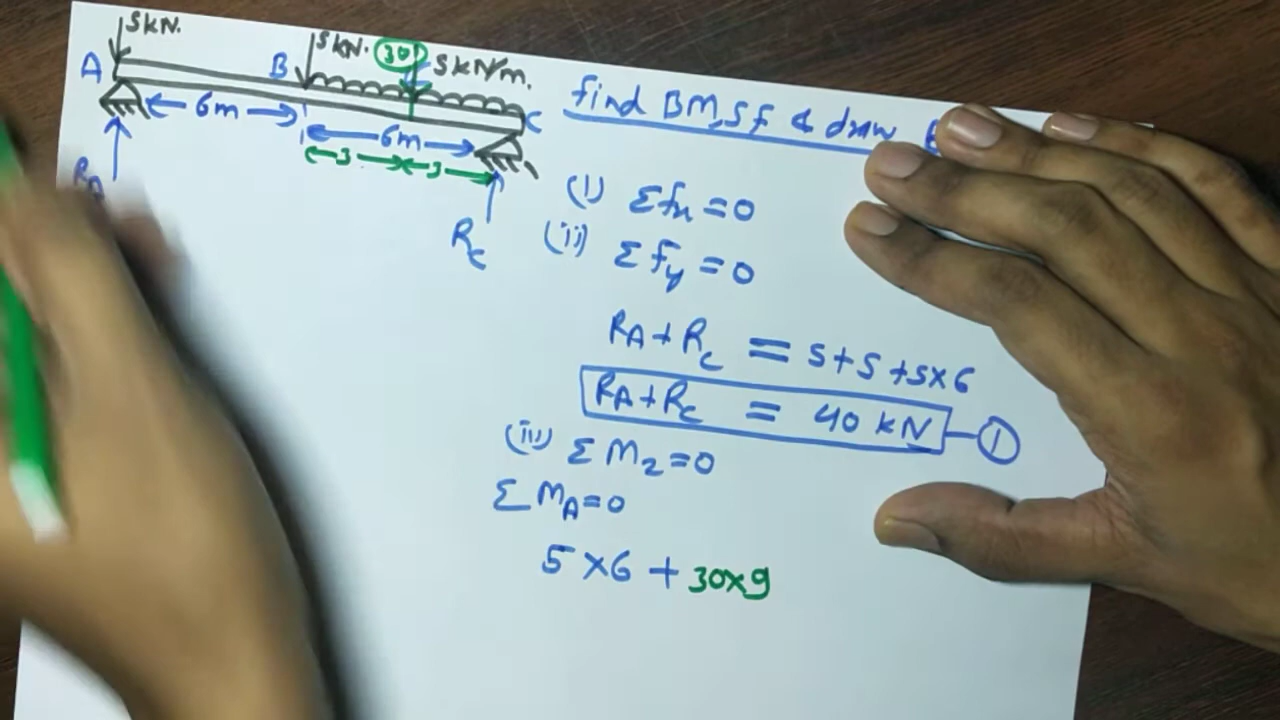 5kN.
5kN. 30 5kN/m.
A B C
6m 6m
3 3
RA
Rc
find BM, Sf & draw
(i) Σfx=0
(ii) Σfy=0
RA+Rc = 5+5+5×6
RA+Rc = 40 kN — 1
(iii) ΣMz=0
ΣMA=0
5×6 + 30×9